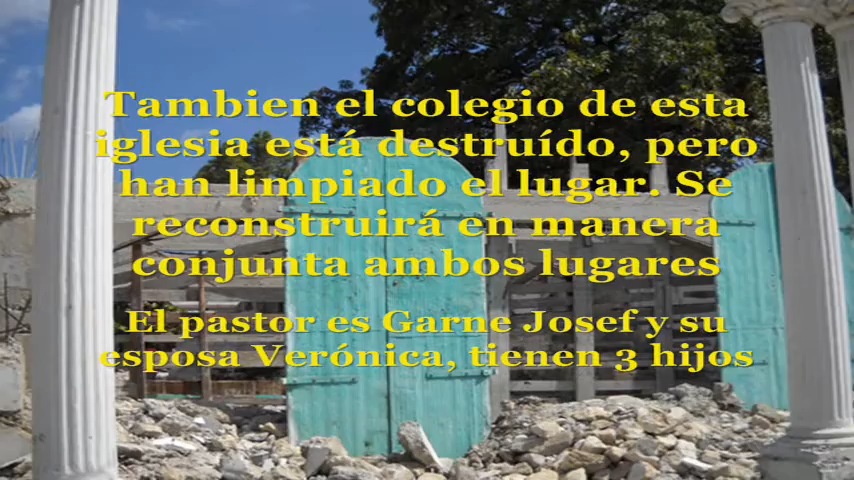 Tambien el colegio de esta
iglesia está destruído, pero
han limpiado el lugar. Se
reconstruirá en manera
conjunta ambos lugares
El pastor es Garne Josef y su
esposa Verónica, tienen 3 hijos